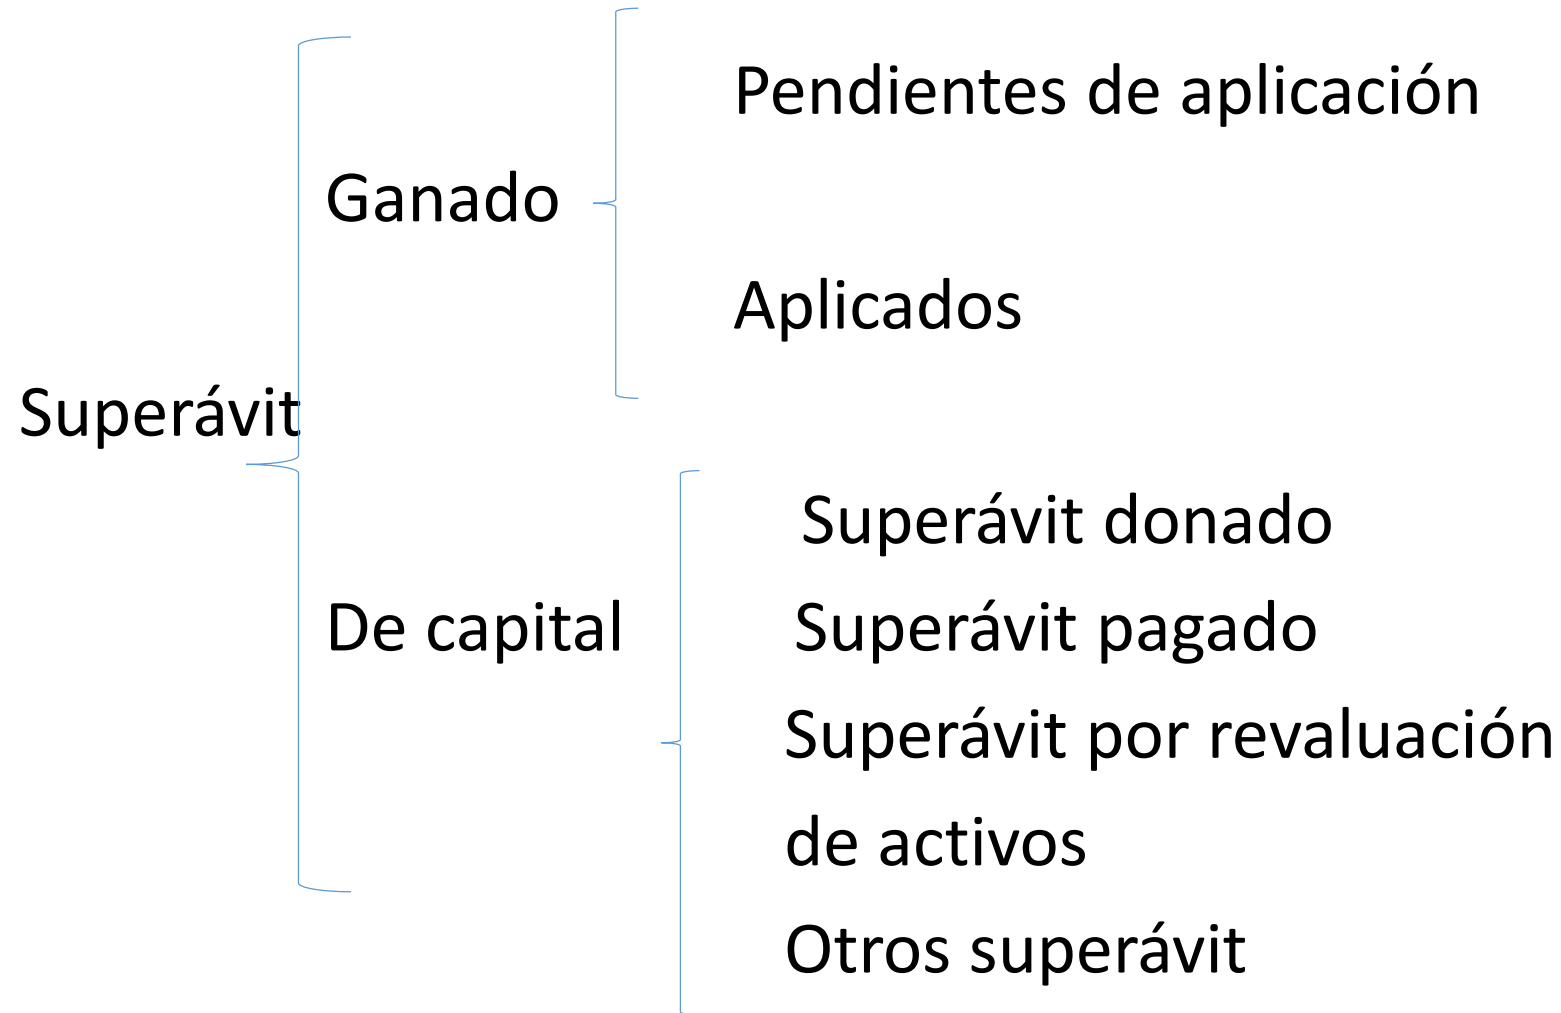 Pendientes de aplicación
Ganado
Aplicados
Superávit
Superávit donado
De capital
Superávit pagado
Superávit por revaluación
de activos
Otros superávit